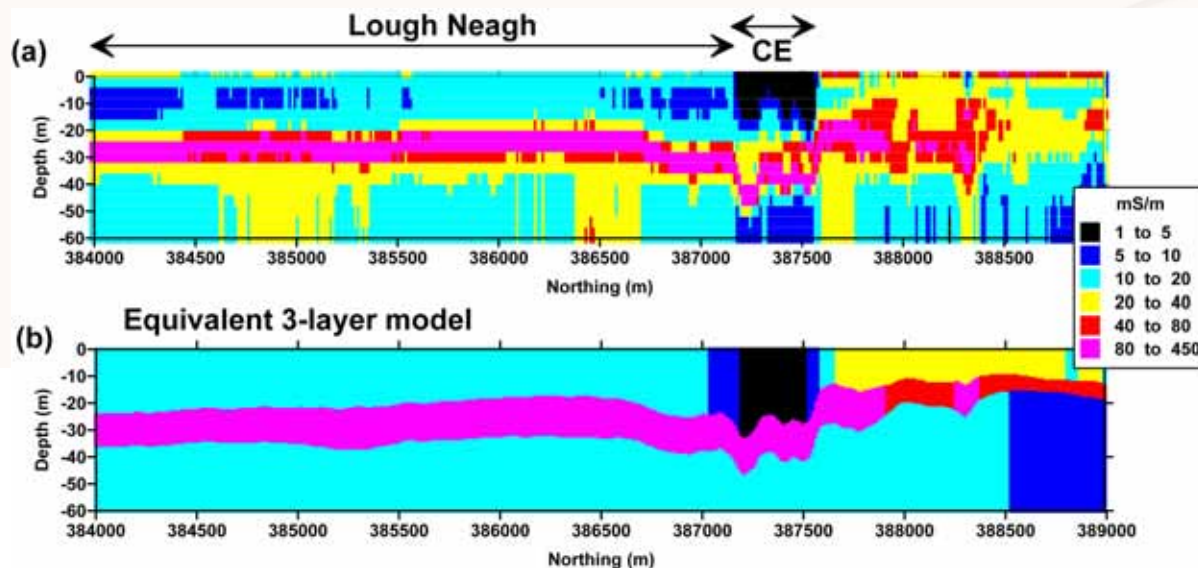 Lough Neagh
(a)
CE
0
-10
-20
-30
-40
-50
-60
Depth (m)
384000 384500 385000 385500 386000 386500 387000 387500 388000 388500
Northing (m)
mS/m
1 to 5
5 to 10
10 to 20
20 to 40
40 to 80
80 to 450
Equivalent 3-layer model
(b)
0
-10
-20
-30
-40
-50
-60
Depth (m)
384000 384500 385000 385500 386000 386500 387000 387500 388000 388500 389000
Northing (m)